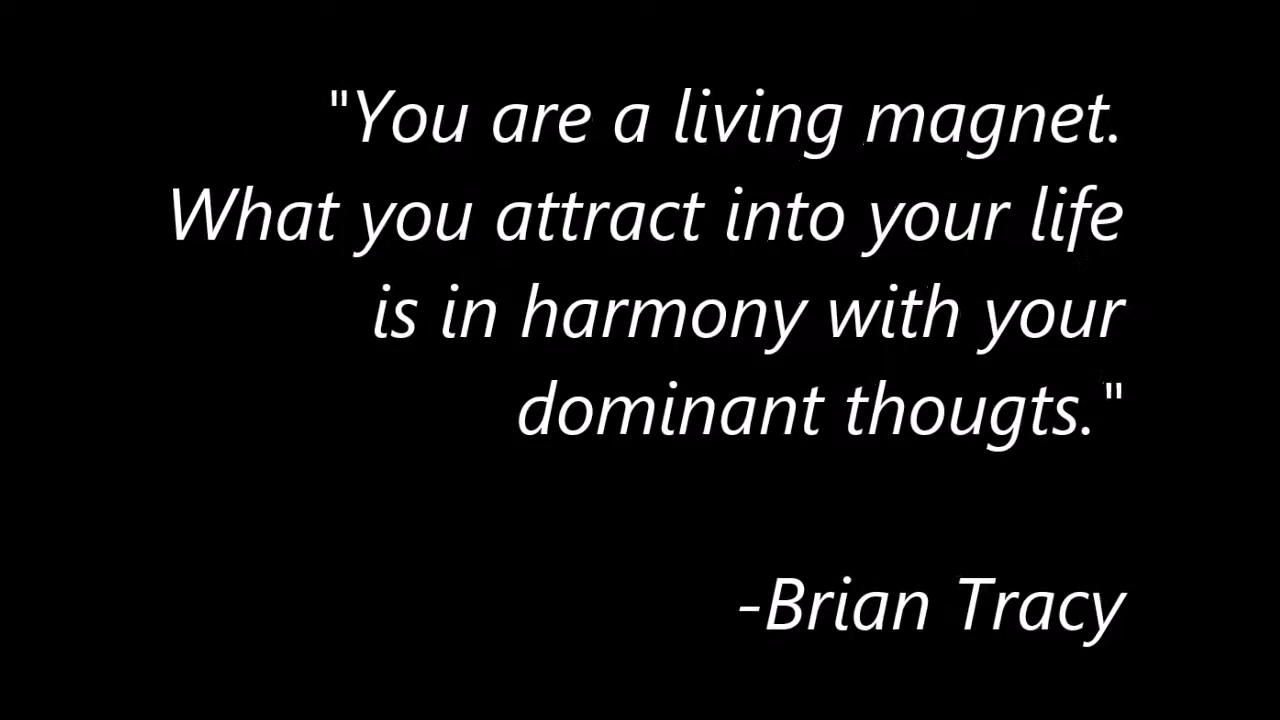 "You are a living magnet.
What you attract into your life
is in harmony with your
dominant thougts."
-Brian Tracy